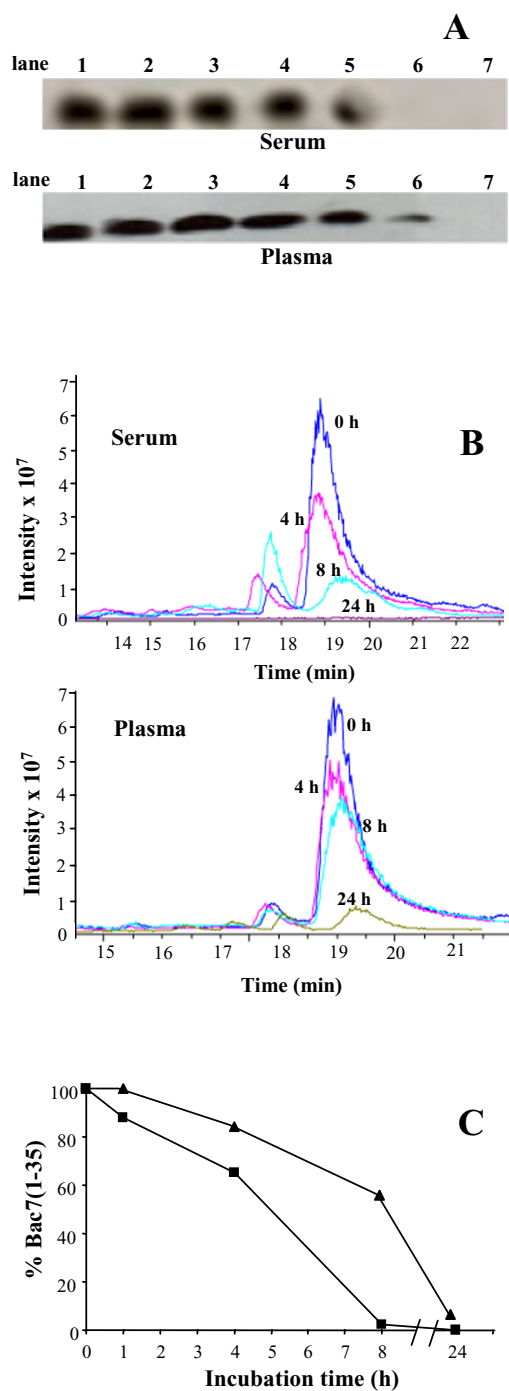 A
lane 1 2 3 4 5 6 7
Serum
lane 1 2 3 4 5 6 7
Plasma
B
Serum
Intensity x 10⁷
7
6
5
4
3
2
1
0
0 h
4 h
8 h
24 h
14 15 16 17 18 19 20 21 22
Time (min)
Plasma
Intensity x 10⁷
7
6
5
4
3
2
1
0
0 h
4 h
8 h
24 h
15 16 17 18 19 20 21
Time (min)
C
% Bac7(1-35)
100
80
60
40
20
0
0 1 2 3 4 5 6 7 8 24
Incubation time (h)